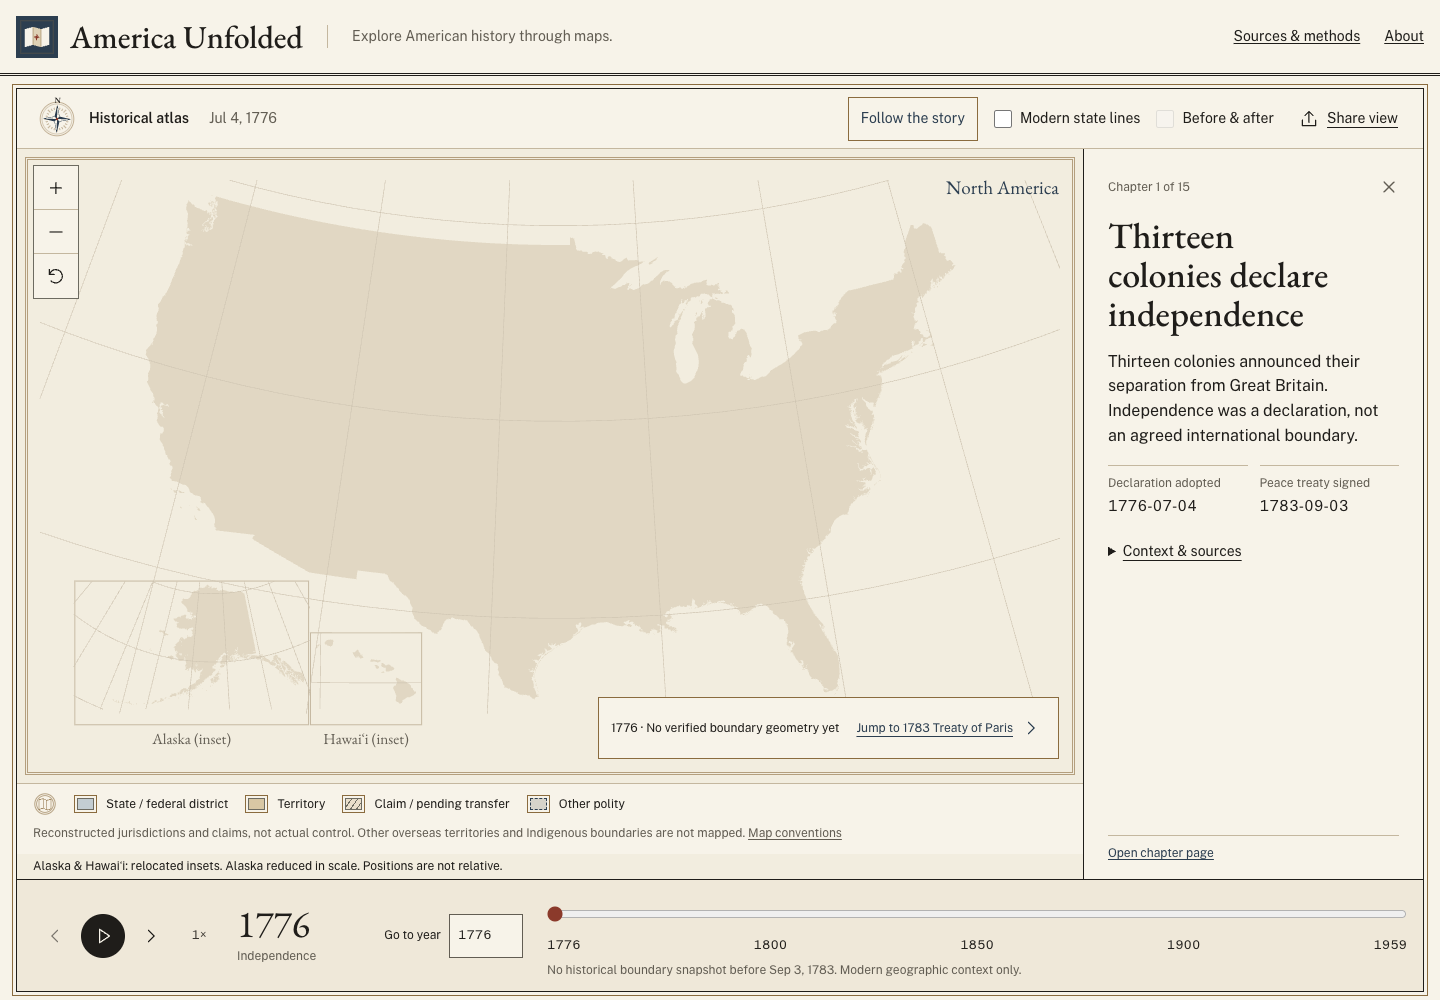 America Unfolded
Explore American history through maps.
Sources & methods
About
N
Historical atlas
Jul 4, 1776
Follow the story
Modern state lines
Before & after
Share view
North America
Alaska (inset)
Hawaiʻi (inset)
1776 · No verified boundary geometry yet
Jump to 1783 Treaty of Paris
State / federal district
Territory
Claim / pending transfer
Other polity
Reconstructed jurisdictions and claims, not actual control. Other overseas territories and Indigenous boundaries are not mapped. Map conventions
Alaska & Hawaiʻi: relocated insets. Alaska reduced in scale. Positions are not relative.
Chapter 1 of 15
Thirteen
colonies declare
independence
Thirteen colonies announced their
separation from Great Britain.
Independence was a declaration, not
an agreed international boundary.
Declaration adopted
1776-07-04
Peace treaty signed
1783-09-03
Context & sources
Open chapter page
1×
1776
Independence
Go to year
1776
1776
1800
1850
1900
1959
No historical boundary snapshot before Sep 3, 1783. Modern geographic context only.